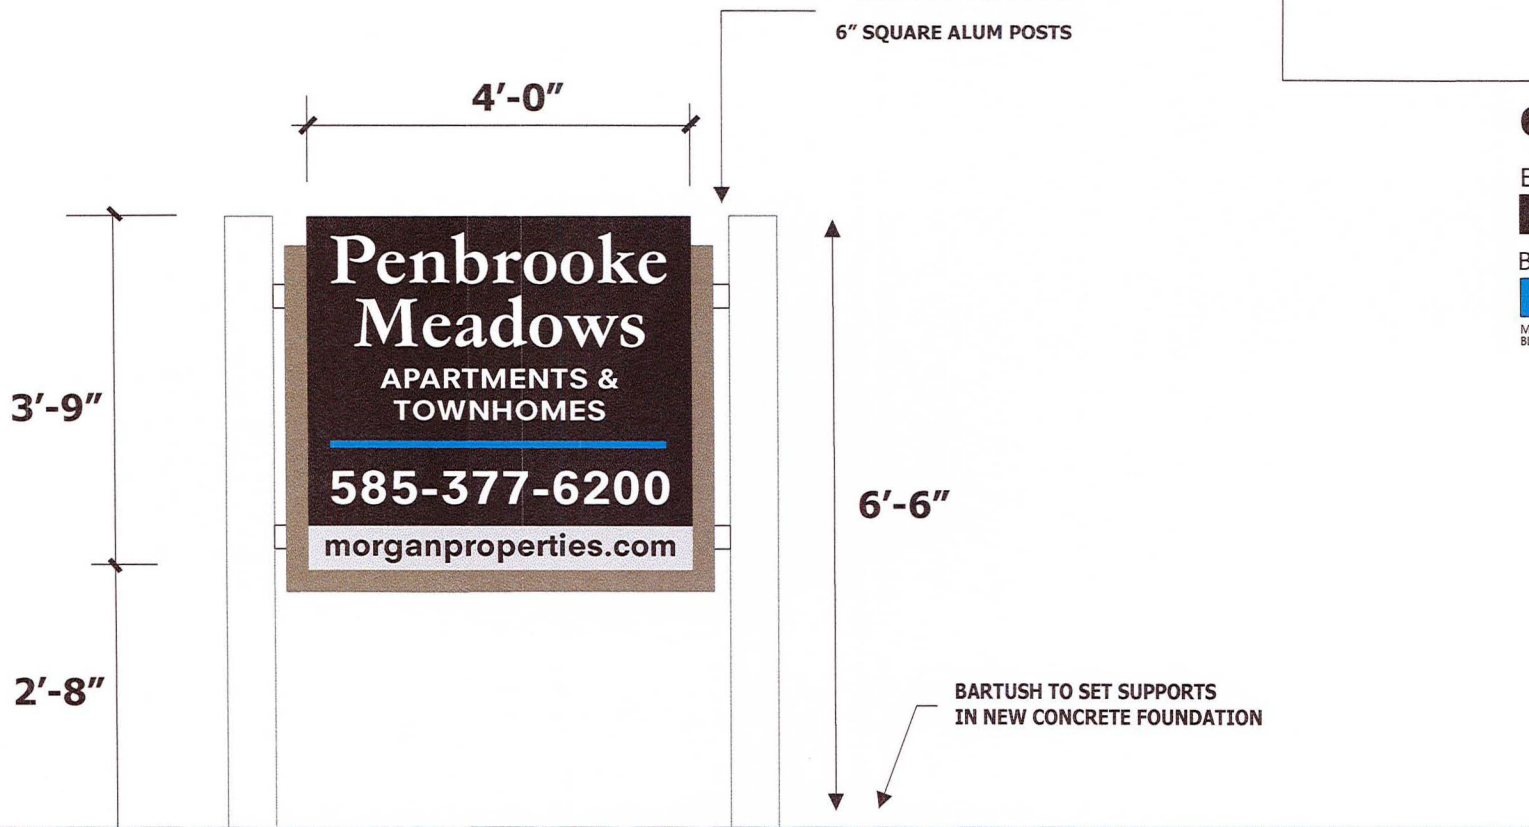 6" SQUARE ALUM POSTS
4'-0"
Penbrooke
Meadows
APARTMENTS &
TOWNHOMES
585-377-6200
morganproperties.com
3'-9"
6'-6"
2'-8"
BARTUSH TO SET SUPPORTS
IN NEW CONCRETE FOUNDATION